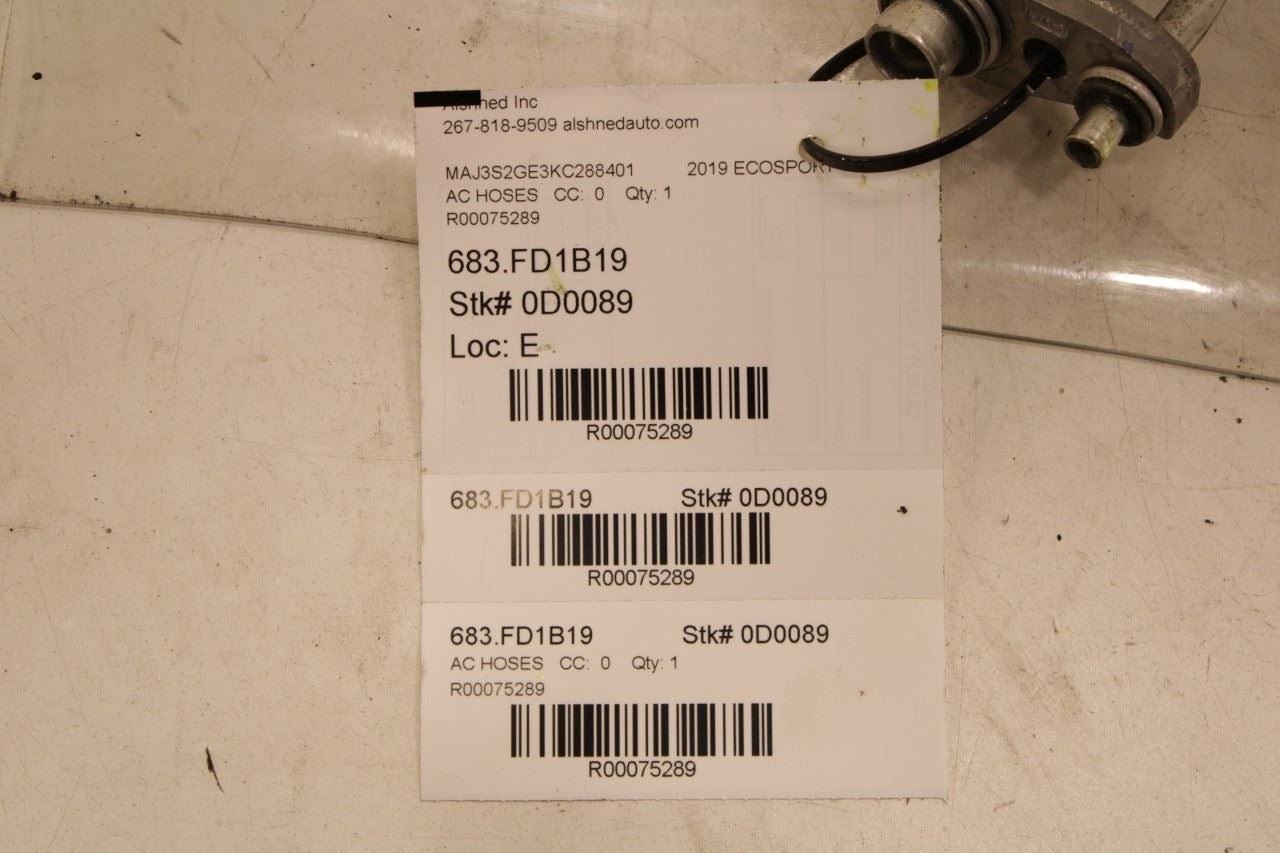 Alshned Inc
267-818-9509 alshnedauto.com
MAJ3S2GE3KC288401 2019 ECOSPORT
AC HOSES CC: 0 Qty: 1
R00075289
683.FD1B19
Stk# 0D0089
Loc: E
R00075289
683.FD1B19 Stk# 0D0089
R00075289
683.FD1B19 Stk# 0D0089
AC HOSES CC: 0 Qty: 1
R00075289
R00075289